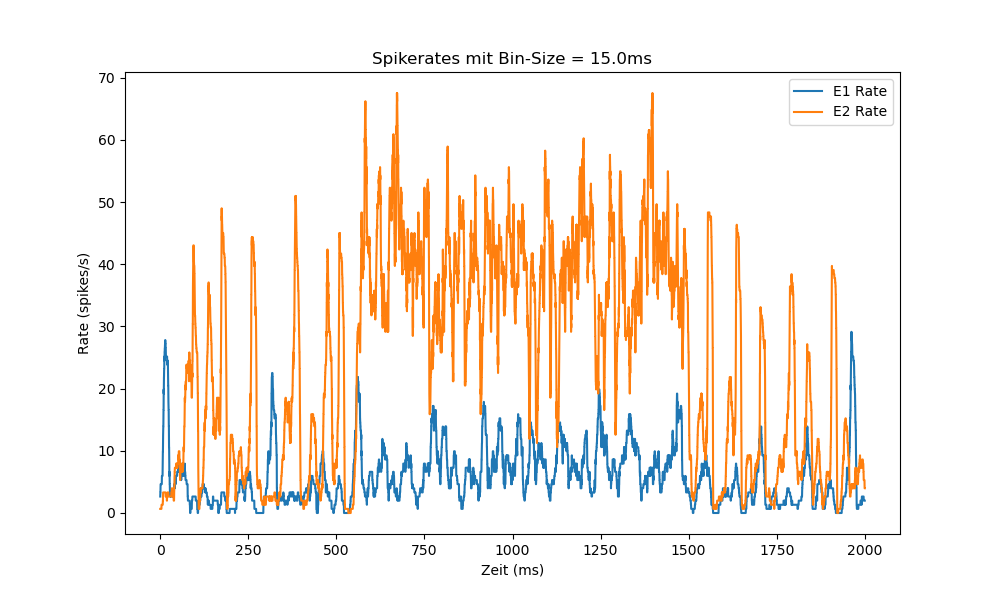 Spikerates mit Bin-Size = 15.0ms
E1 Rate
E2 Rate
Rate (spikes/s)
70
60
50
40
30
20
10
0
0 250 500 750 1000 1250 1500 1750 2000
Zeit (ms)